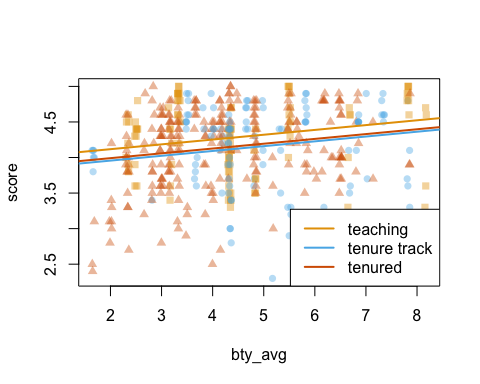 score
4.5
3.5
2.5
teaching
tenure track
tenured
2 3 4 5 6 7 8
bty_avg